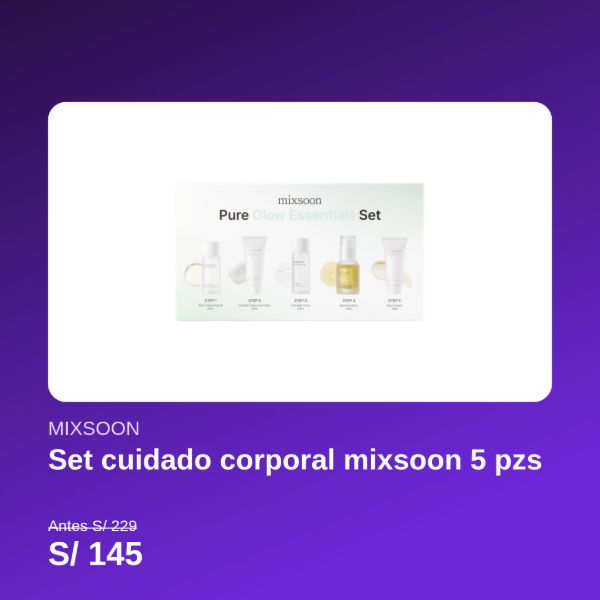 mixsoon
Pure Glow Essentials Set
STEP 1
STEP 2
STEP 3
STEP 4
STEP 5
MIXSOON
Set cuidado corporal mixsoon 5 pzs
Antes S/ 229
S/ 145